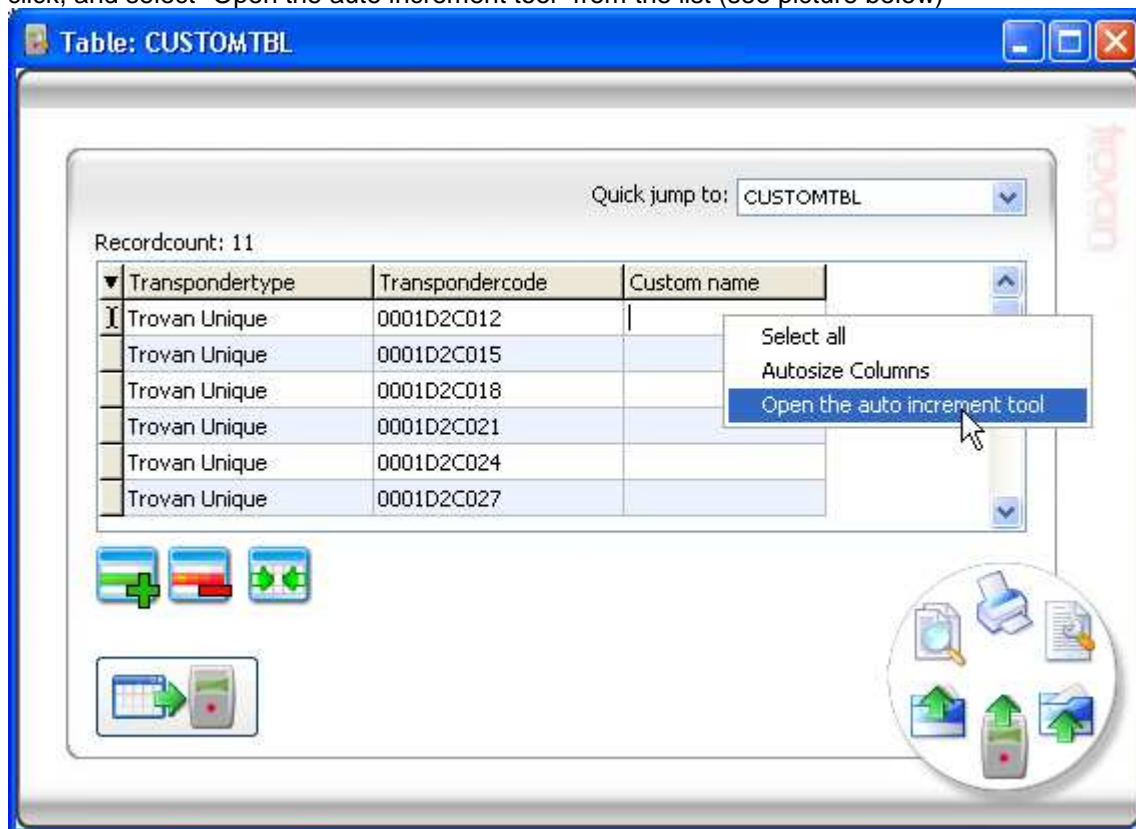 click, and select "Open the auto increment tool" from the list (see picture below)
Table: CUSTOMTBL
trovan
Quick jump to: CUSTOMTBL
Recordcount: 11
Transpondertype Transpondercode Custom name
Trovan Unique 0001D2C012
Trovan Unique 0001D2C015
Trovan Unique 0001D2C018
Trovan Unique 0001D2C021
Trovan Unique 0001D2C024
Trovan Unique 0001D2C027
Select all
Autosize Columns
Open the auto increment tool